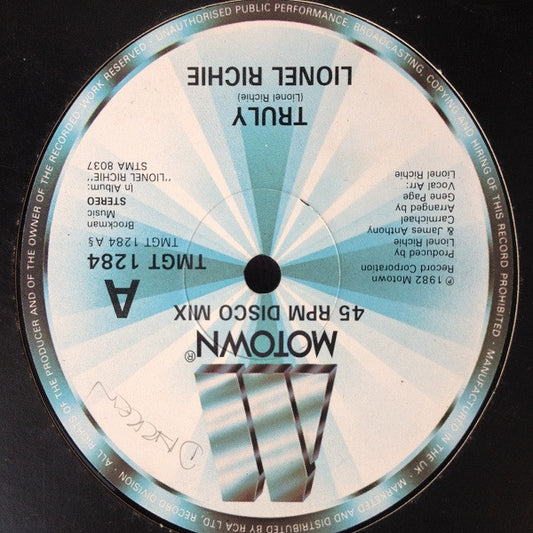 MOTOWN®
45 RPM DISCO MIX
A
TMGT 1284
TMGT 1284 A§
Brockman
Music
STEREO
In Album:
"LIONEL RICHIE"
STMA 8037
℗ 1982 Motown
Record Corporation
Produced by
Lionel Richie
& James Anthony
Carmichael
Arranged by
Gene Page
Vocal Arr:
Lionel Richie
TRULY
(Lionel Richie)
LIONEL RICHIE
DARREN
· ALL RIGHTS OF THE PRODUCER AND OF THE OWNER OF THE RECORDED WORK RESERVED · UNAUTHORISED PUBLIC PERFORMANCE, BROADCASTING, COPYING AND HIRING OF THIS RECORD PROHIBITED · MANUFACTURED IN THE UK · MARKETED AND DISTRIBUTED BY RCA LTD, RECORD DIVISION